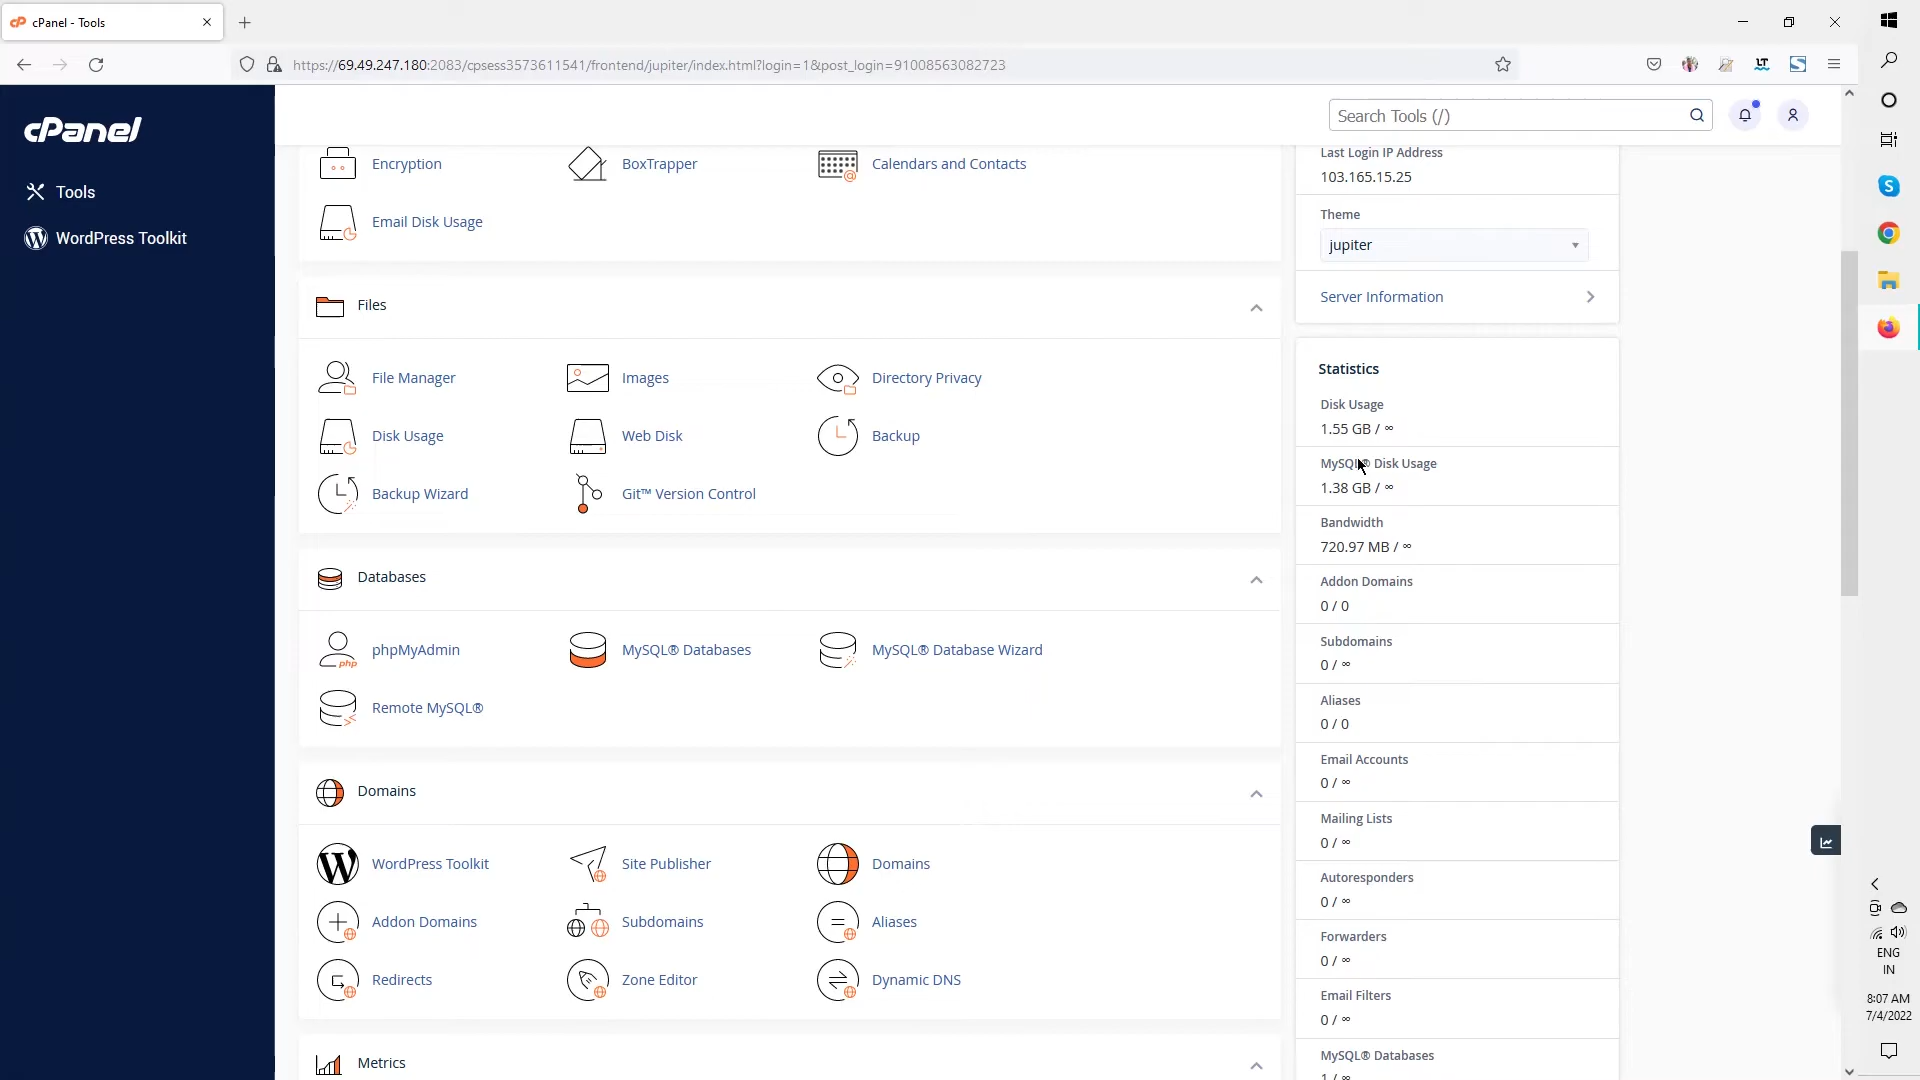 cPanel - Tools
https://69.49.247.180:2083/cpsess3573611541/frontend/jupiter/index.html?login=1&post_login=91008563082723
cPanel
Tools
WordPress Toolkit
Search Tools (/)
Encryption
BoxTrapper
Calendars and Contacts
Email Disk Usage
Files
File Manager
Images
Directory Privacy
Disk Usage
Web Disk
Backup
Backup Wizard
Git™ Version Control
Databases
phpMyAdmin
MySQL® Databases
MySQL® Database Wizard
Remote MySQL®
Domains
WordPress Toolkit
Site Publisher
Domains
Addon Domains
Subdomains
Aliases
Redirects
Zone Editor
Dynamic DNS
Metrics
Last Login IP Address
103.165.15.25
Theme
jupiter
Server Information
Statistics
Disk Usage
1.55 GB / ∞
MySQL® Disk Usage
1.38 GB / ∞
Bandwidth
720.97 MB / ∞
Addon Domains
0 / 0
Subdomains
0 / ∞
Aliases
0 / 0
Email Accounts
0 / ∞
Mailing Lists
0 / ∞
Autoresponders
0 / ∞
Forwarders
0 / ∞
Email Filters
0 / ∞
MySQL® Databases
1 / ∞
ENG
IN
8:07 AM
7/4/2022